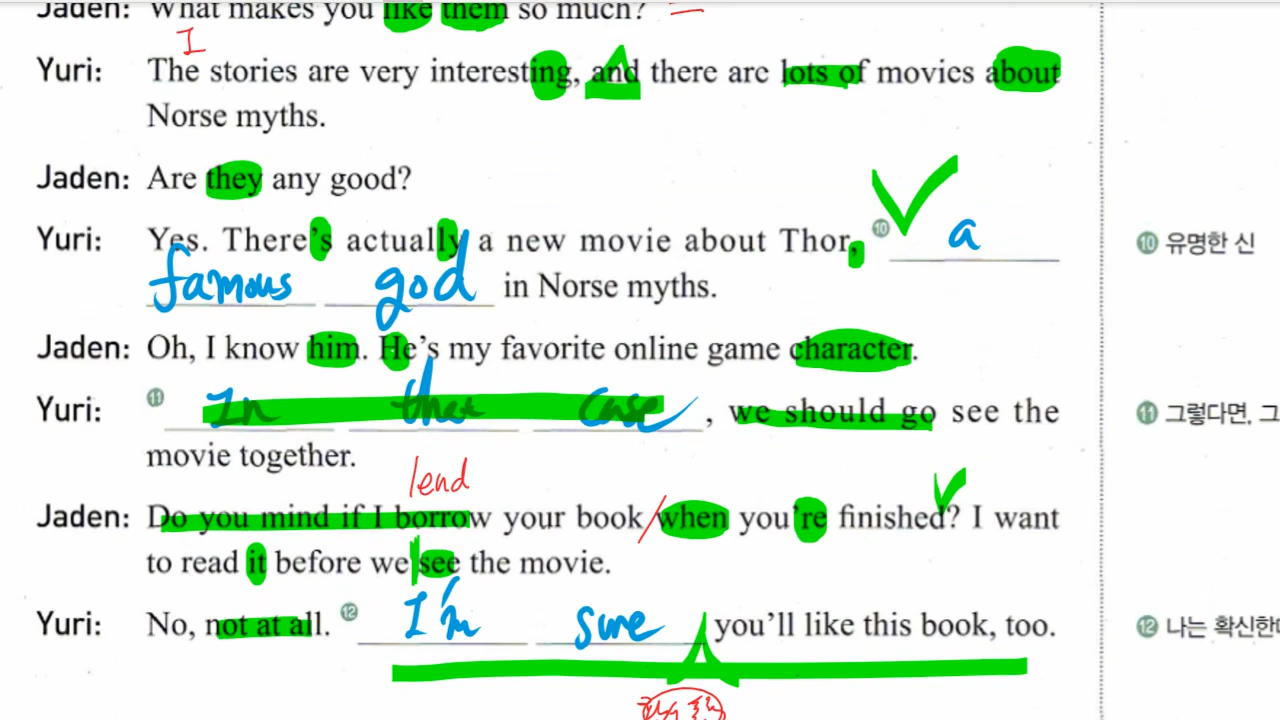 Jaden: What makes you like them so much?
I
Yuri: The stories are very interesting, and there are lots of movies about
Norse myths.
Jaden: Are they any good?
Yuri: Yes. There's actually a new movie about Thor, ⑩ a
famous god in Norse myths.
⑩ 유명한 신
Jaden: Oh, I know him. He's my favorite online game character.
Yuri: ⑪ In that case, we should go see the
⑪ 그렇다면, 그
movie together.
lend
Jaden: Do you mind if I borrow your book/when you're finished? I want
to read it before we see the movie.
Yuri: No, not at all. ⑫ I'm sure you'll like this book, too.
⑫ 나는 확신한